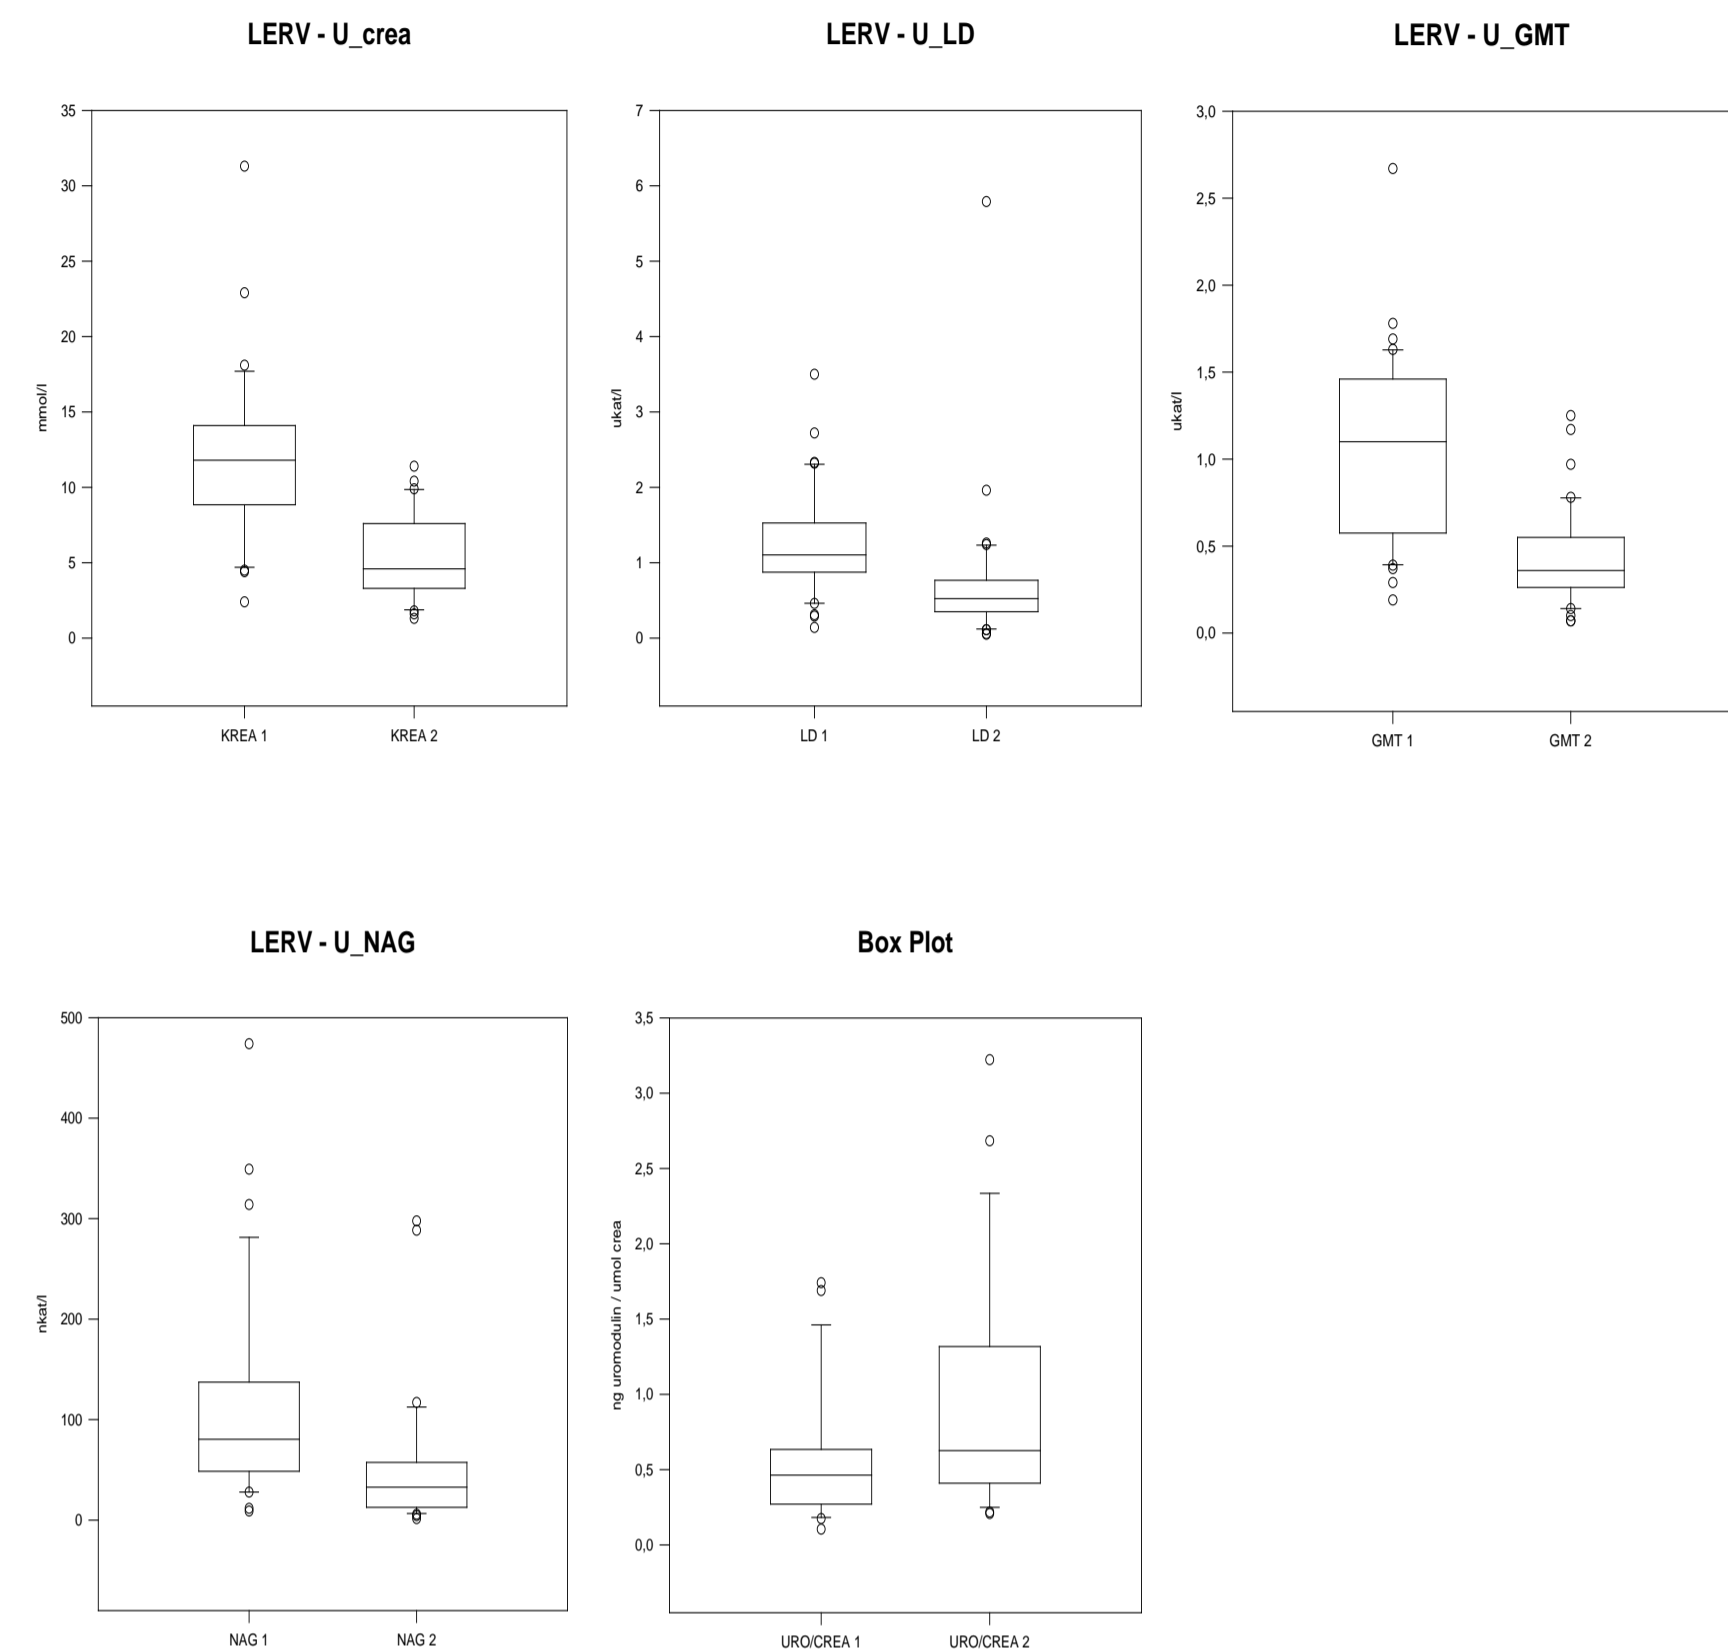 LERV - U_crea
35
30
25
20
15
10
5
0
mmol/l
KREA 1
KREA 2
LERV - U_LD
7
6
5
4
3
2
1
0
ukat/l
LD 1
LD 2
LERV - U_GMT
3,0
2,5
2,0
1,5
1,0
0,5
0,0
ukat/l
GMT 1
GMT 2
LERV - U_NAG
500
400
300
200
100
0
nkat/l
NAG 1
NAG 2
Box Plot
3,5
3,0
2,5
2,0
1,5
1,0
0,5
0,0
ng uromodulin / umol crea
URO/CREA 1
URO/CREA 2